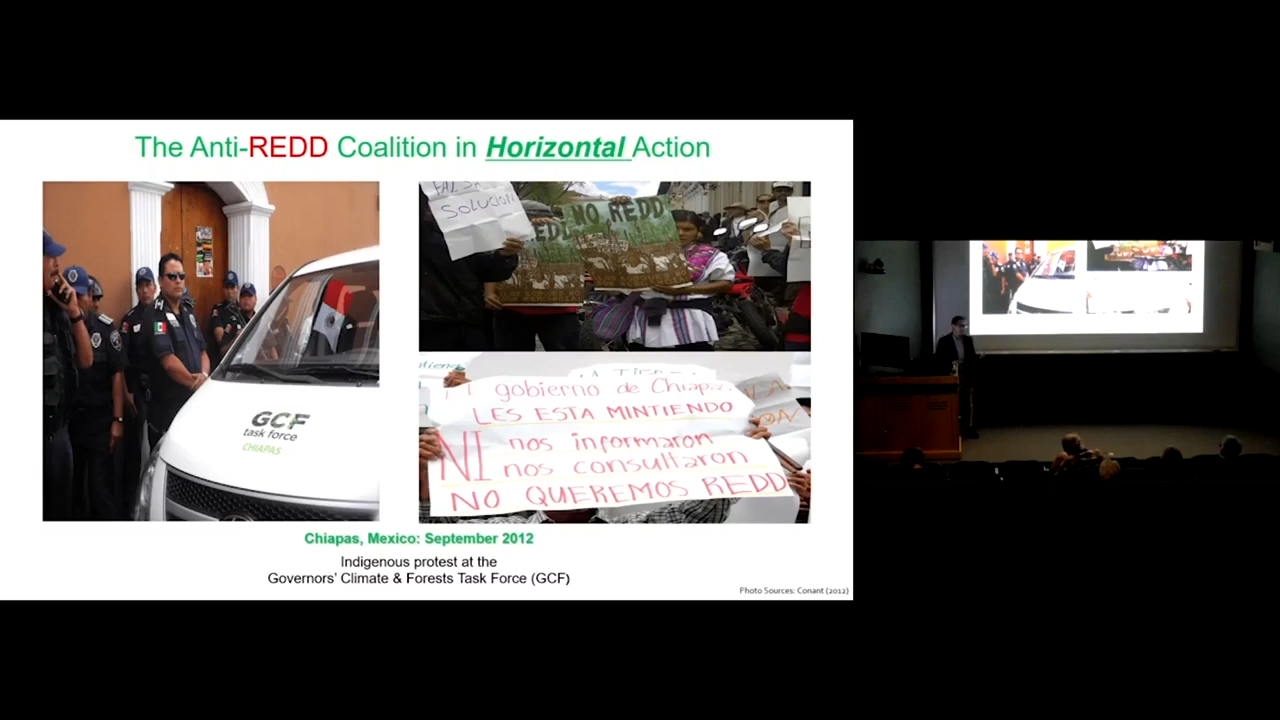 The Anti-REDD Coalition in Horizontal Action
FALSA
SOLUCION
NO REDD
REDD
GCF
task force
CHIAPAS
gobierno de Chiapas
LES ESTA MINTIENDO
NI nos informaron
nos consultaron
NO QUEREMOS REDD
Chiapas, Mexico: September 2012
Indigenous protest at the
Governors' Climate & Forests Task Force (GCF)
Photo Sources: Conant (2012)